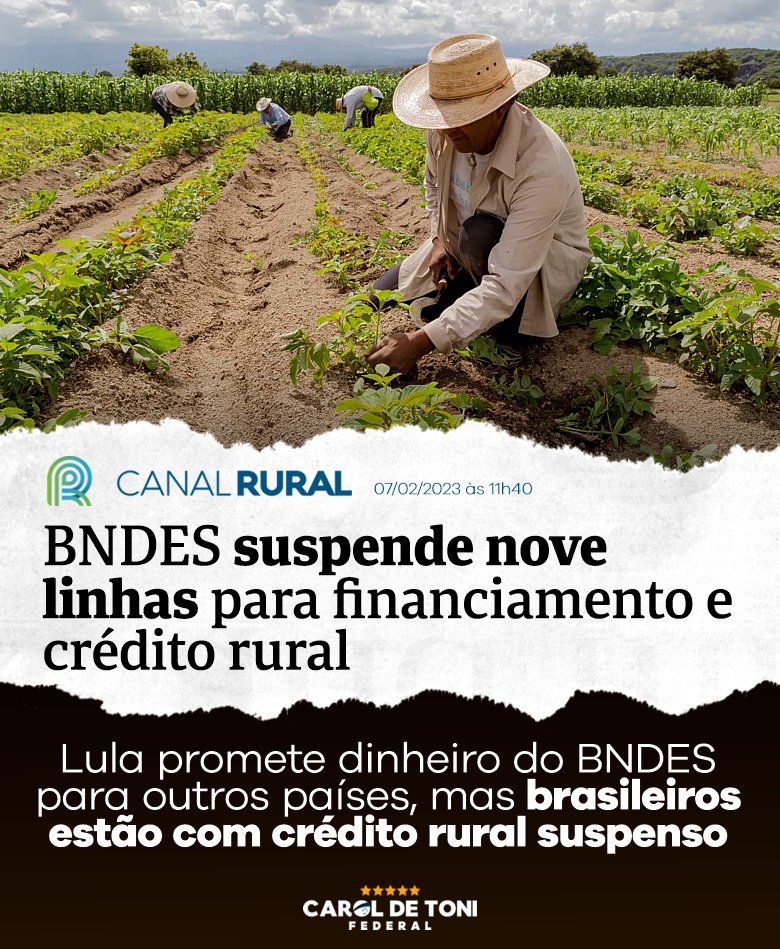 CANAL RURAL 07/02/2023 às 11h40
BNDES suspende nove
linhas para financiamento e
crédito rural
Lula promete dinheiro do BNDES
para outros países, mas brasileiros
estão com crédito rural suspenso
CAROL DE TONI
FEDERAL